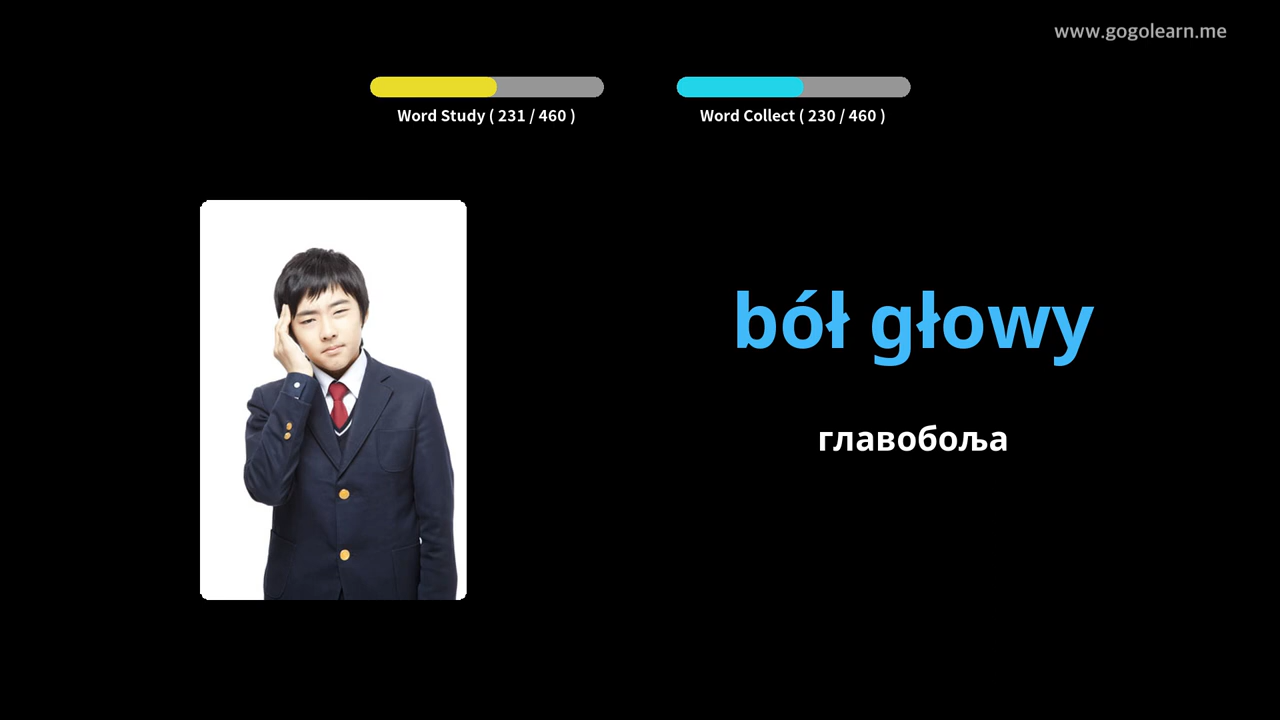 www.gogolearn.me
Word Study ( 231 / 460 )
Word Collect ( 230 / 460 )
ból głowy
главобоља